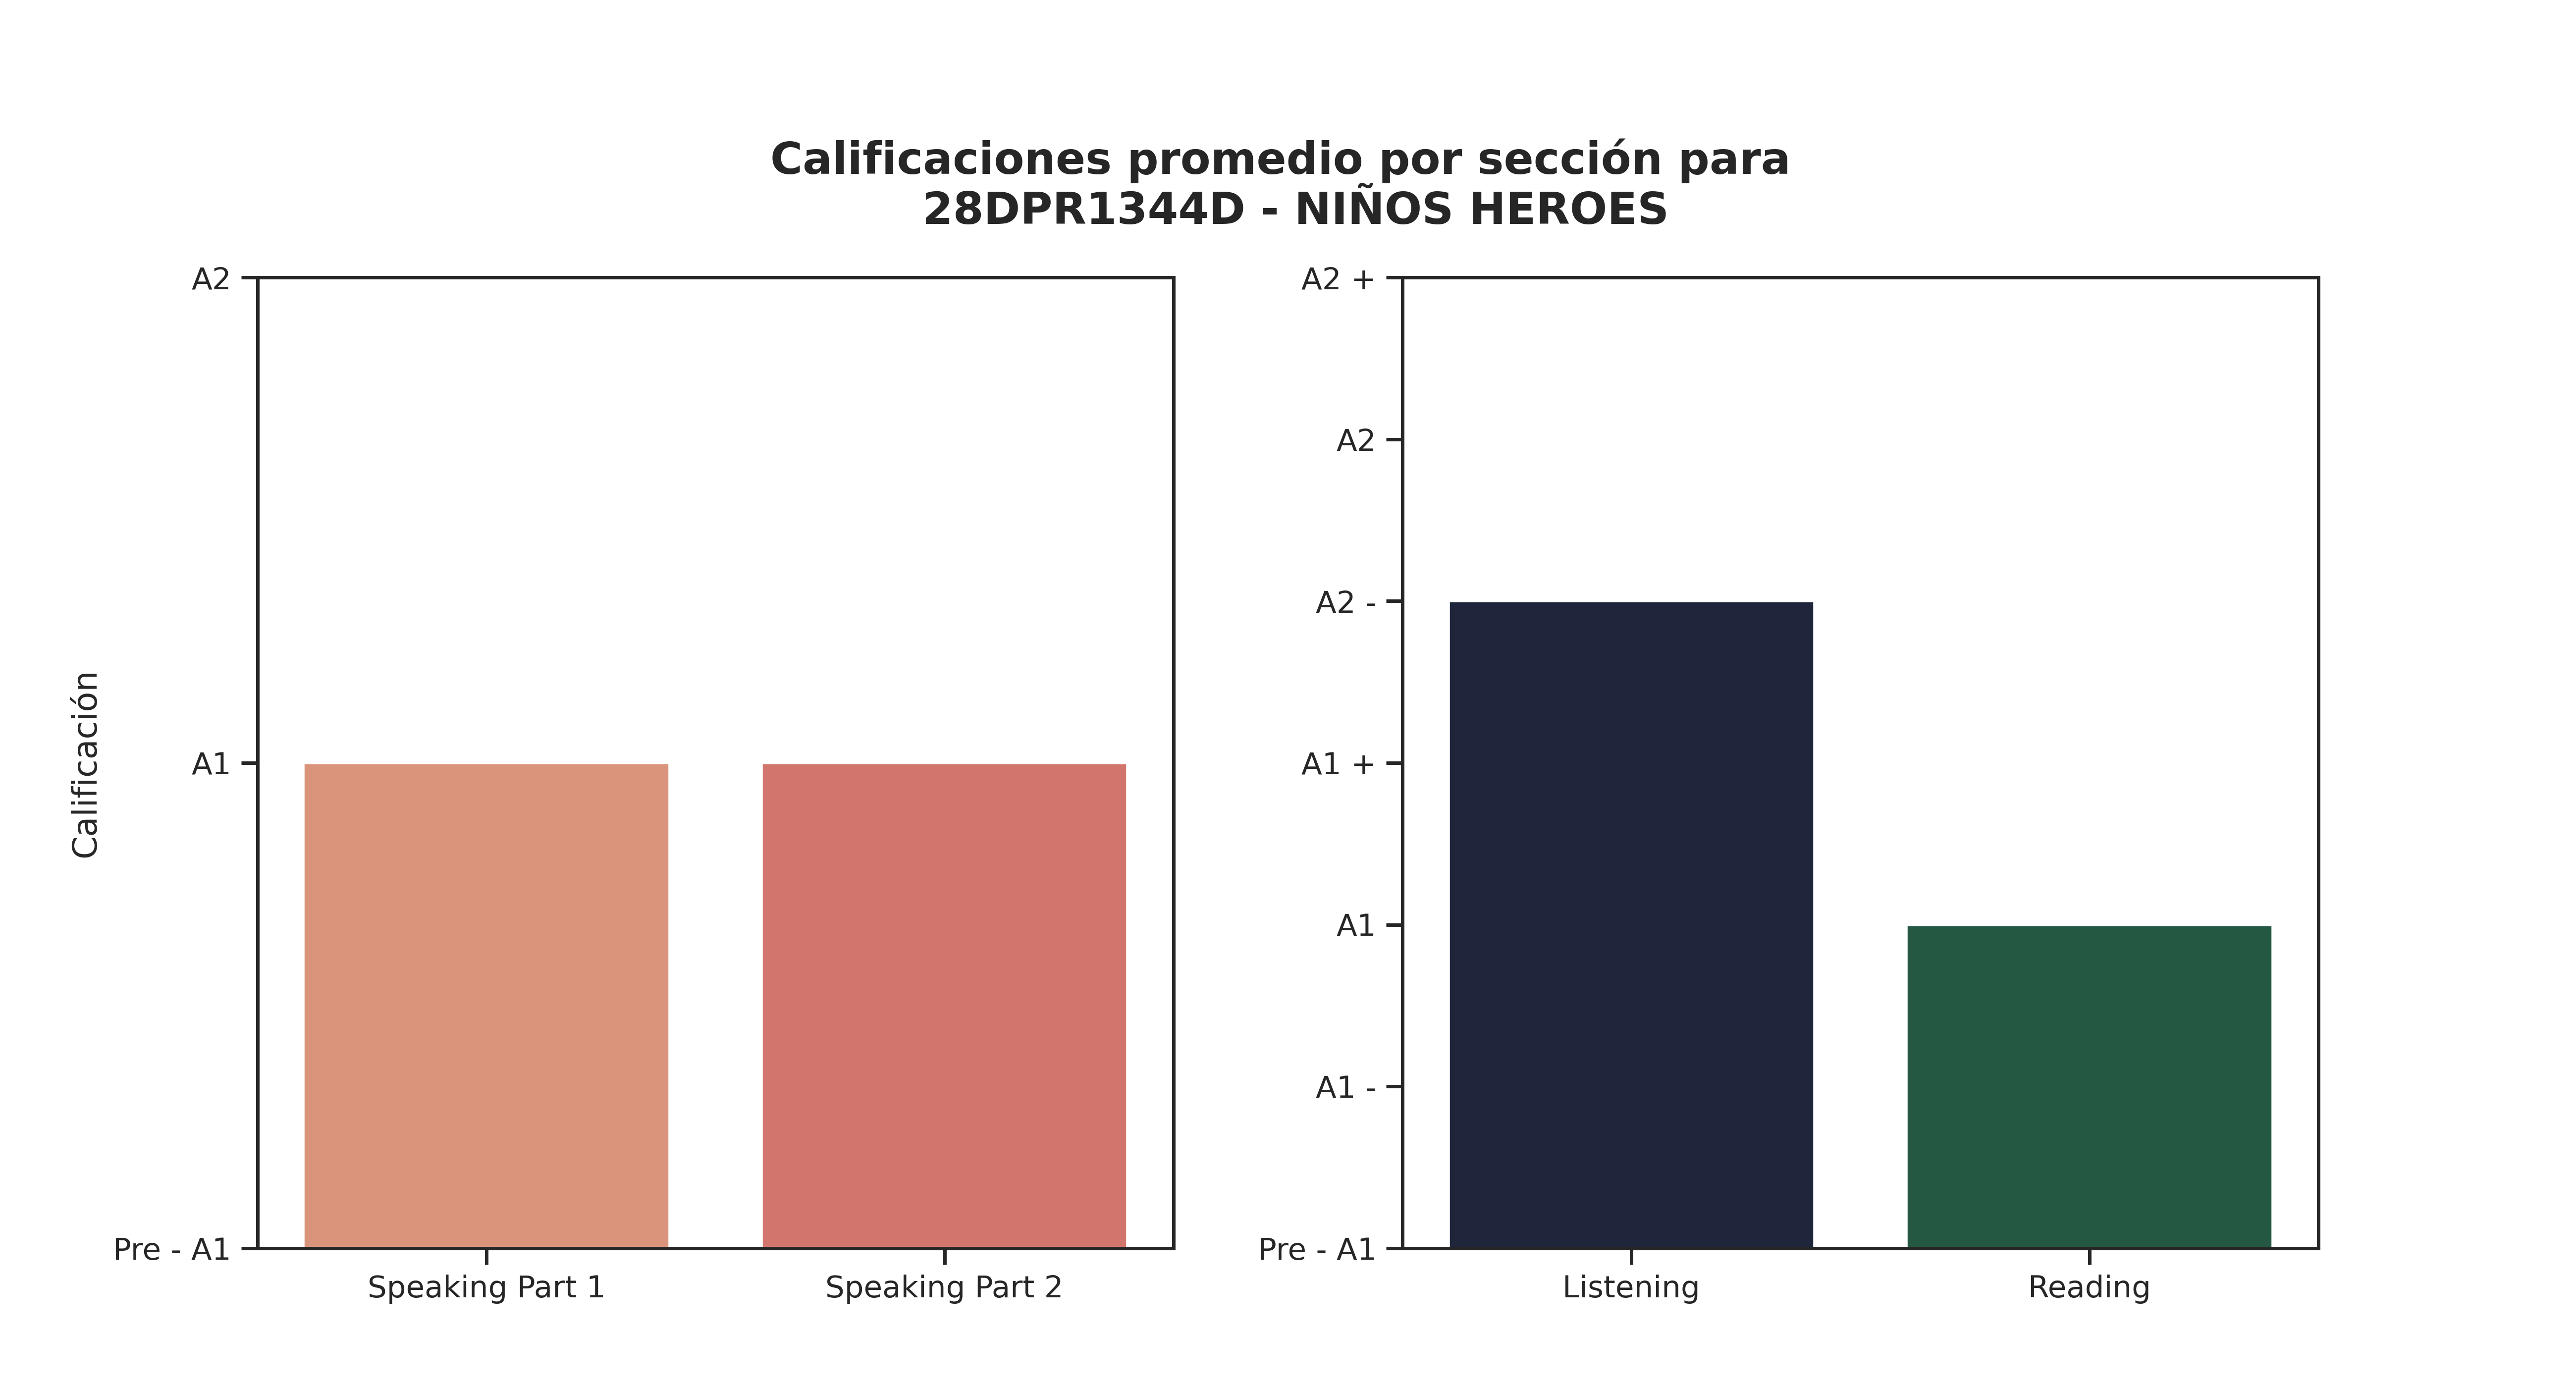 Calificaciones promedio por sección para
28DPR1344D - NIÑOS HEROES
Calificación
A2
A1
Pre - A1
Speaking Part 1
Speaking Part 2
A2 +
A2
A2 -
A1 +
A1
A1 -
Pre - A1
Listening
Reading